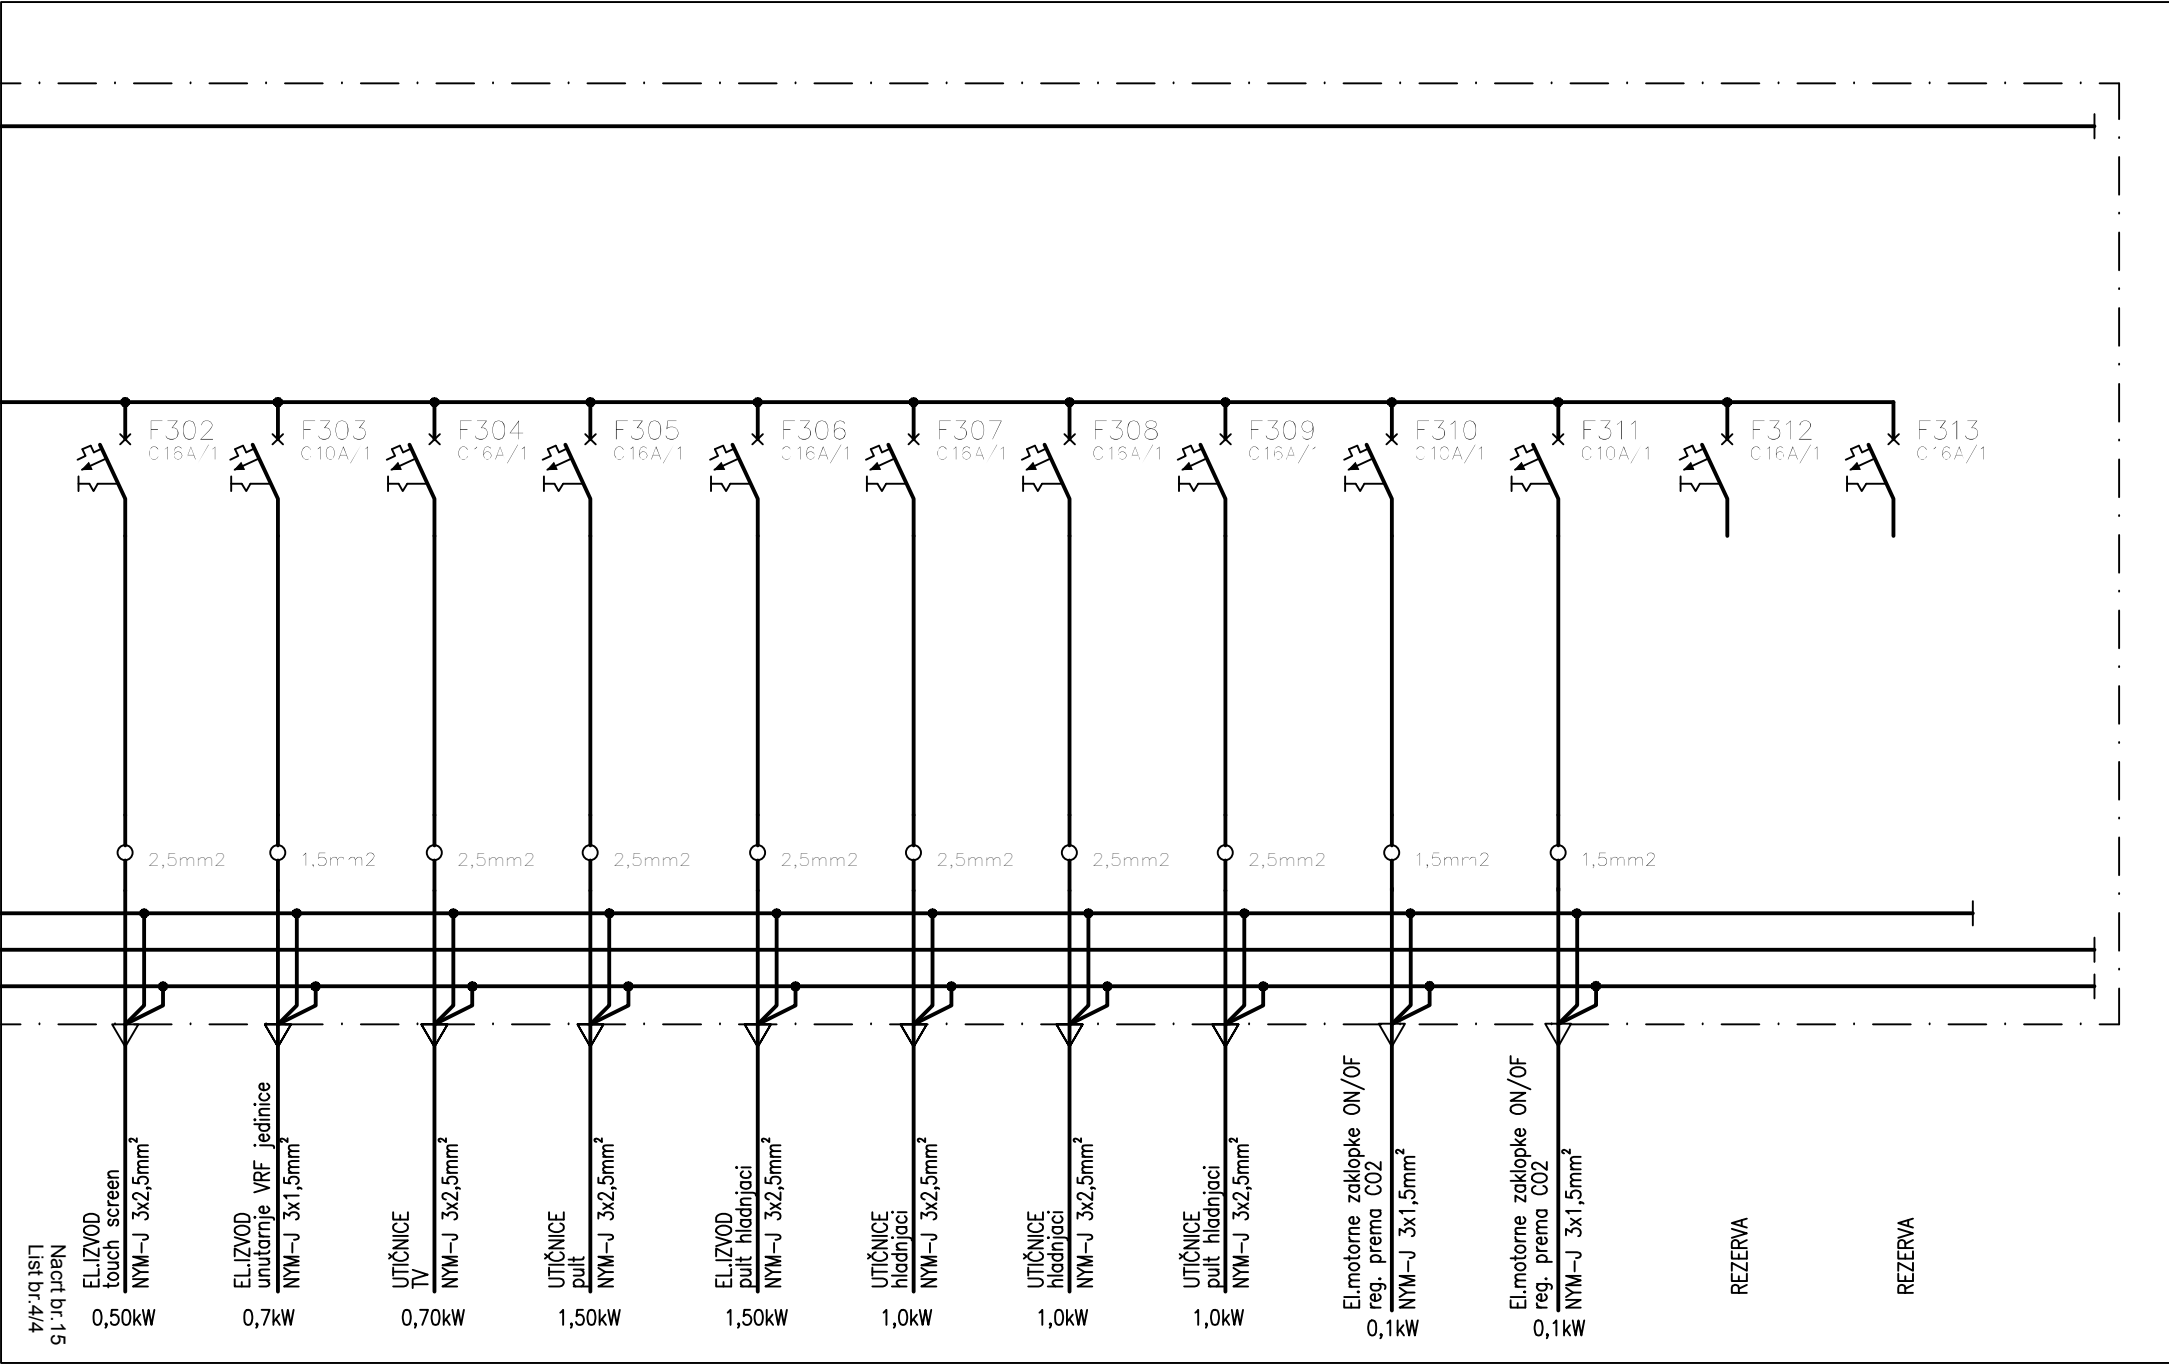 F302
C16A/1
F303
C10A/1
F304
C16A/1
F305
C16A/1
F306
C16A/1
F307
C16A/1
F308
C16A/1
F309
C16A/1
F310
C10A/1
F311
C10A/1
F312
C16A/1
F313
C16A/1
2,5mm2
1,5mm2
2,5mm2
2,5mm2
2,5mm2
2,5mm2
2,5mm2
2,5mm2
1,5mm2
1,5mm2
Nacrt br.15
List br.4/4
EL.IZVOD
touch screen
NYM-J 3x2,5mm²
0,50kW
EL.IZVOD
unutarnje VRF jedinice
NYM-J 3x1,5mm²
0,7kW
UTIČNICE
TV
NYM-J 3x2,5mm²
0,70kW
UTIČNICE
pult
NYM-J 3x2,5mm²
1,50kW
EL.IZVOD
pult hladnjaci
NYM-J 3x2,5mm²
1,50kW
UTIČNICE
hladnjaci
NYM-J 3x2,5mm²
1,0kW
UTIČNICE
hladnjaci
NYM-J 3x2,5mm²
1,0kW
UTIČNICE
pult hladnjaci
NYM-J 3x2,5mm²
1,0kW
El.motorne zaklopke ON/OF
reg. prema CO2
NYM-J 3x1,5mm²
0,1kW
El.motorne zaklopke ON/OF
reg. prema CO2
NYM-J 3x1,5mm²
0,1kW
REZERVA
REZERVA